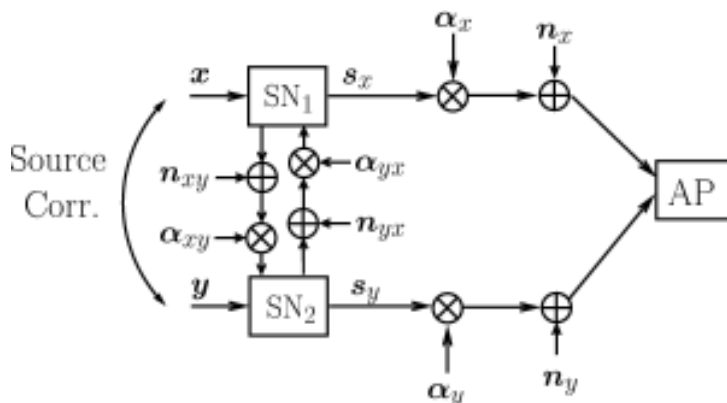 α_x
n_x
x
SN_1
s_x
Source
Corr.
n_xy
α_yx
AP
α_xy
n_yx
y
SN_2
s_y
α_y
n_y